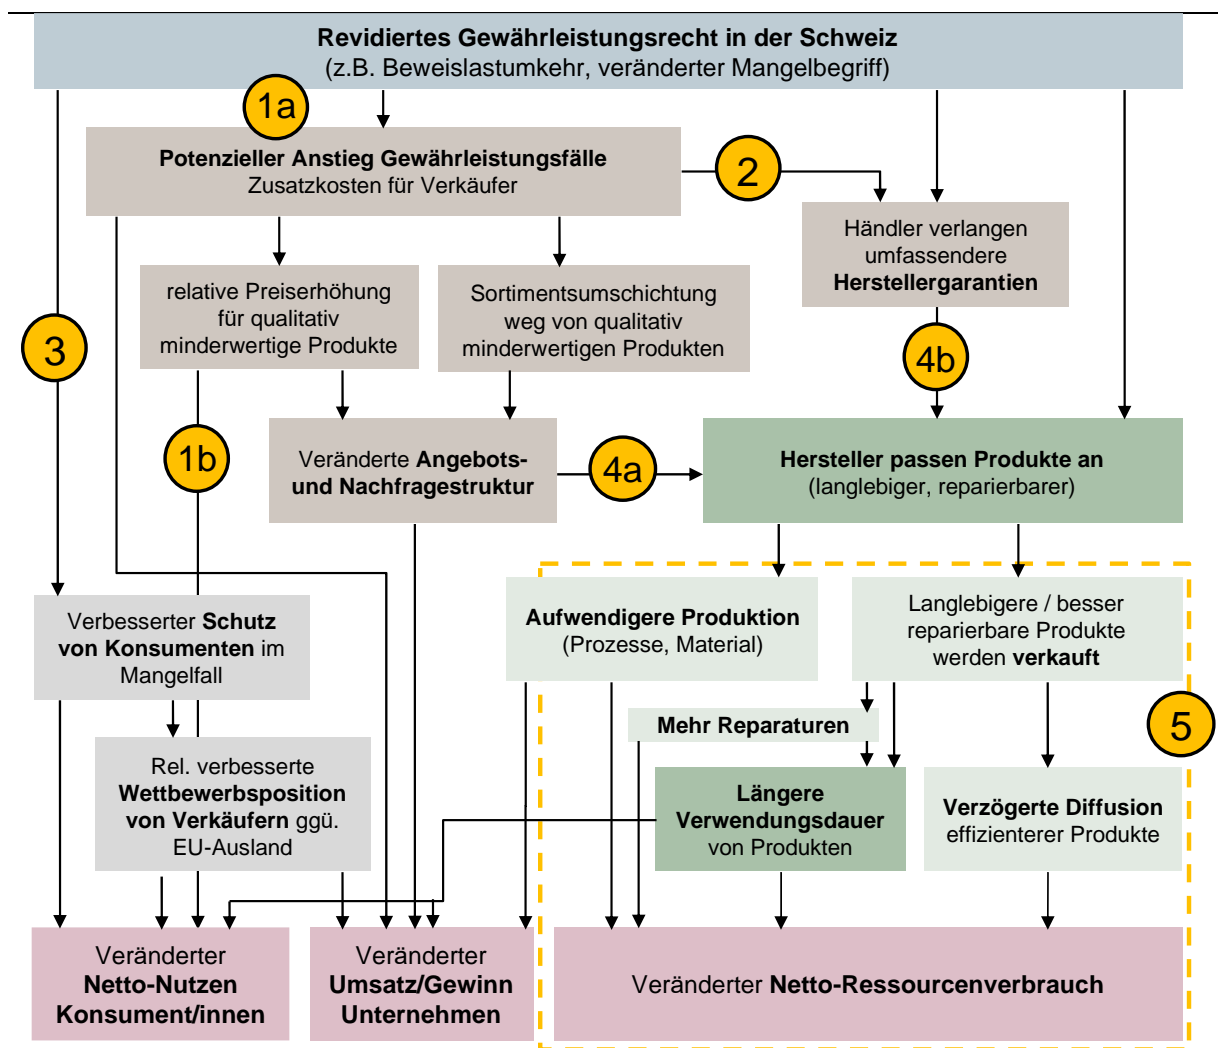 Revidiertes Gewährleistungsrecht in der Schweiz
(z.B. Beweislastumkehr, veränderter Mangelbegriff)
1a
Potenzieller Anstieg Gewährleistungsfälle
Zusatzkosten für Verkäufer
2
Händler verlangen
umfassendere
Herstellergarantien
relative Preiserhöhung
für qualitativ
minderwertige Produkte
Sortimentsumschichtung
weg von qualitativ
minderwertigen Produkten
3
4b
1b
Veränderte Angebots-
und Nachfragestruktur
4a
Hersteller passen Produkte an
(langlebiger, reparierbarer)
Verbesserter Schutz
von Konsumenten im
Mangelfall
Aufwendigere Produktion
(Prozesse, Material)
Langlebigere / besser
reparierbare Produkte
werden verkauft
5
Mehr Reparaturen
Rel. verbesserte
Wettbewerbsposition
von Verkäufern ggü.
EU-Ausland
Längere
Verwendungsdauer
von Produkten
Verzögerte Diffusion
effizienterer Produkte
Veränderter
Netto-Nutzen
Konsument/innen
Veränderter
Umsatz/Gewinn
Unternehmen
Veränderter Netto-Ressourcenverbrauch